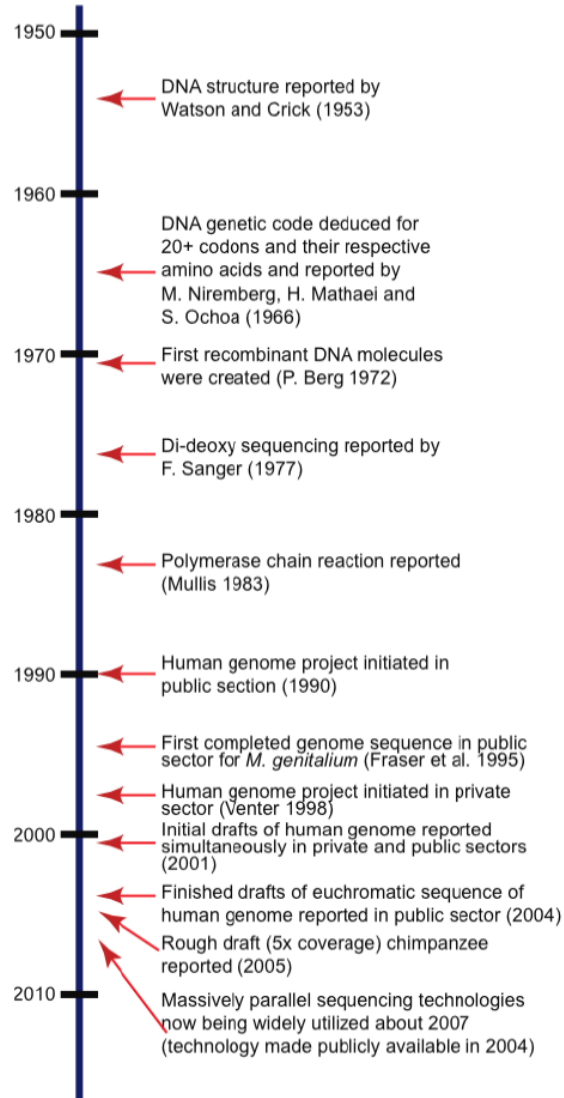 1950
DNA structure reported by
Watson and Crick (1953)
1960
DNA genetic code deduced for
20+ codons and their respective
amino acids and reported by
M. Niremberg, H. Mathaei and
S. Ochoa (1966)
1970
First recombinant DNA molecules
were created (P. Berg 1972)
Di-deoxy sequencing reported by
F. Sanger (1977)
1980
Polymerase chain reaction reported
(Mullis 1983)
1990
Human genome project initiated in
public section (1990)
First completed genome sequence in public
sector for M. genitalium (Fraser et al. 1995)
Human genome project initiated in private
sector (Venter 1998)
2000
Initial drafts of human genome reported
simultaneously in private and public sectors
(2001)
Finished drafts of euchromatic sequence of
human genome reported in public sector (2004)
Rough draft (5x coverage) chimpanzee
reported (2005)
2010
Massively parallel sequencing technologies
now being widely utilized about 2007
(technology made publicly available in 2004)